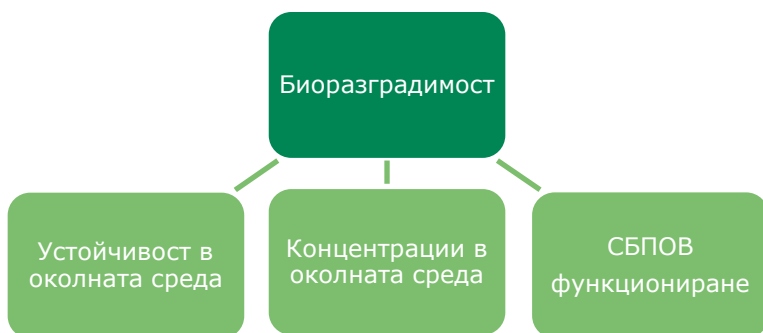 Биоразградимост
Устойчивост в
околната среда
Концентрации в
околната среда
СБПОВ
функциониране